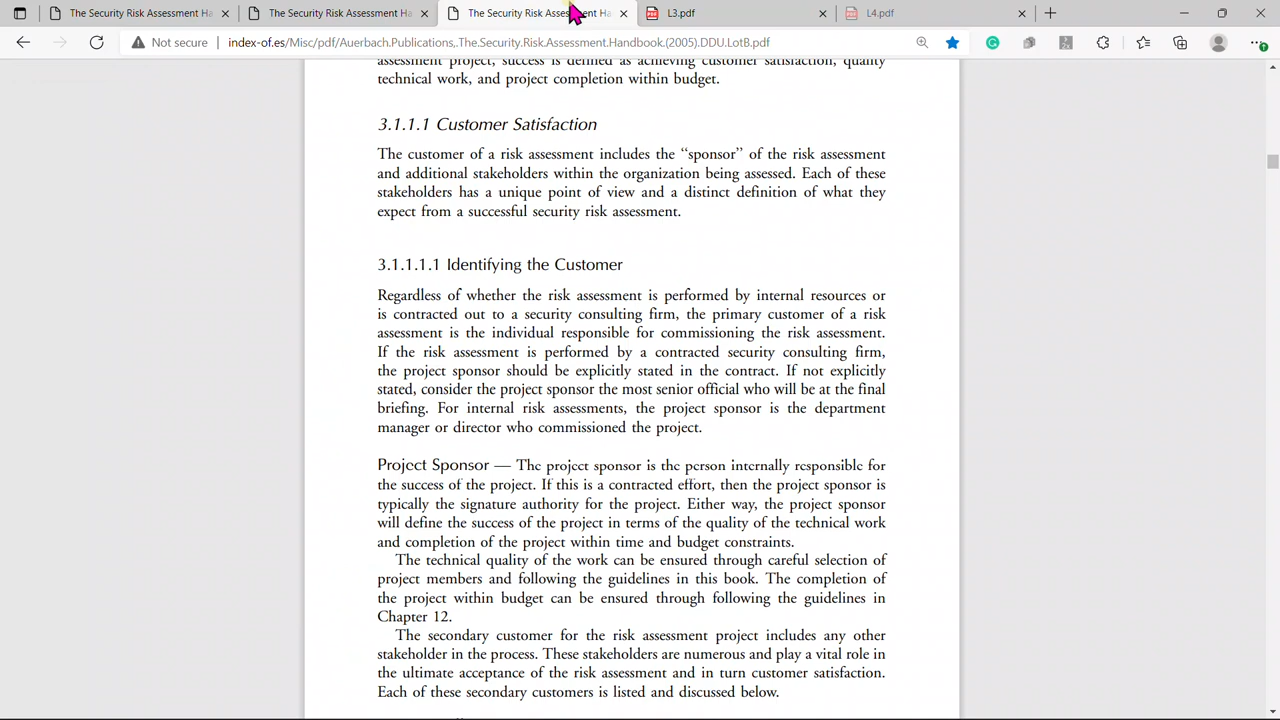 The Security Risk Assessment Ha
The Security Risk Assessment Ha
The Security Risk Assessment Ha
L3.pdf
L4.pdf
Not secure
index-of.es/Misc/pdf/Auerbach.Publications,.The.Security.Risk.Assessment.Handbook.(2005).DDU.LotB.pdf
assessment project, success is defined as achieving customer satisfaction, quality
technical work, and project completion within budget.
3.1.1.1 Customer Satisfaction
The customer of a risk assessment includes the “sponsor” of the risk assessment
and additional stakeholders within the organization being assessed. Each of these
stakeholders has a unique point of view and a distinct definition of what they
expect from a successful security risk assessment.
3.1.1.1.1 Identifying the Customer
Regardless of whether the risk assessment is performed by internal resources or
is contracted out to a security consulting firm, the primary customer of a risk
assessment is the individual responsible for commissioning the risk assessment.
If the risk assessment is performed by a contracted security consulting firm,
the project sponsor should be explicitly stated in the contract. If not explicitly
stated, consider the project sponsor the most senior official who will be at the final
briefing. For internal risk assessments, the project sponsor is the department
manager or director who commissioned the project.
Project Sponsor — The project sponsor is the person internally responsible for
the success of the project. If this is a contracted effort, then the project sponsor is
typically the signature authority for the project. Either way, the project sponsor
will define the success of the project in terms of the quality of the technical work
and completion of the project within time and budget constraints.
The technical quality of the work can be ensured through careful selection of
project members and following the guidelines in this book. The completion of
the project within budget can be ensured through following the guidelines in
Chapter 12.
The secondary customer for the risk assessment project includes any other
stakeholder in the process. These stakeholders are numerous and play a vital role in
the ultimate acceptance of the risk assessment and in turn customer satisfaction.
Each of these secondary customers is listed and discussed below.